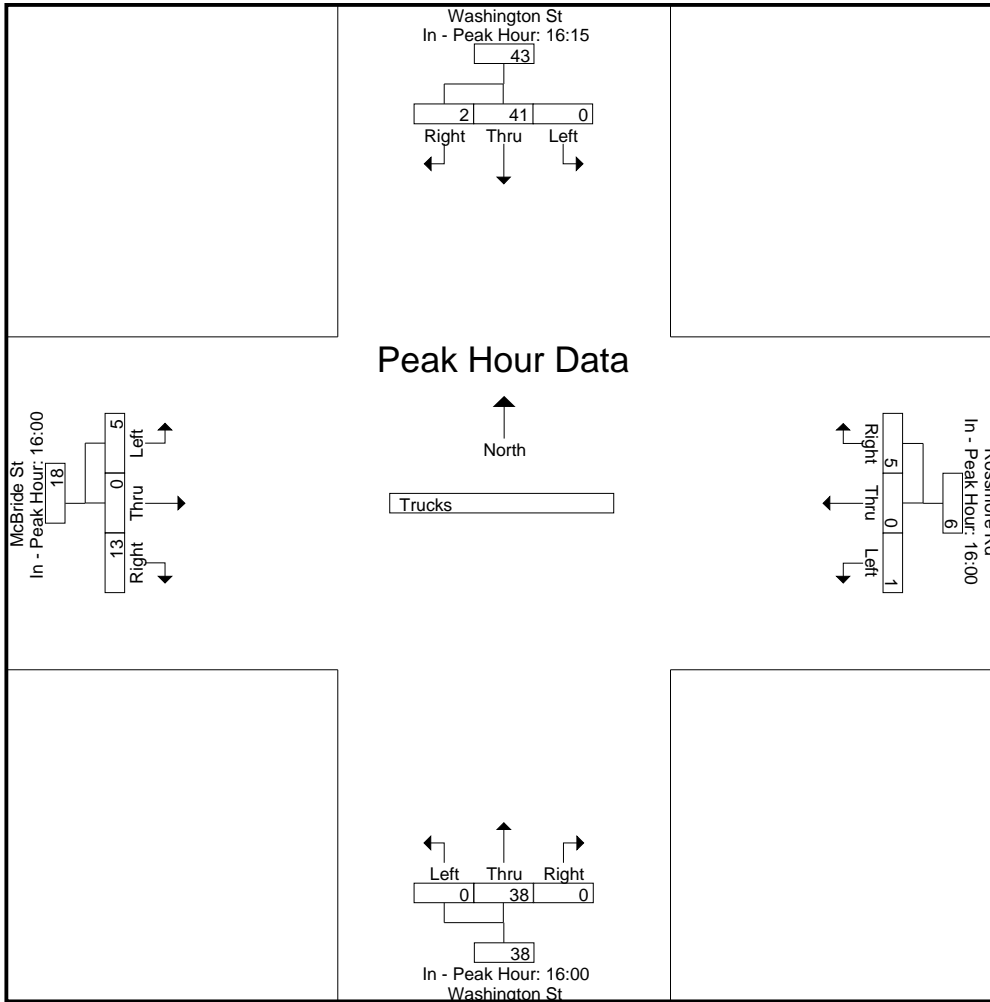 Washington St
In - Peak Hour: 16:15
43
2 41 0
Right Thru Left
Peak Hour Data
North
Trucks
McBride St
In - Peak Hour: 16:00
18
5 0 13
Left Thru Right
Right Thru Left
5 0 1
6
In - Peak Hour: 16:00
Rossmore Rd
Left Thru Right
0 38 0
38
In - Peak Hour: 16:00
Washington St